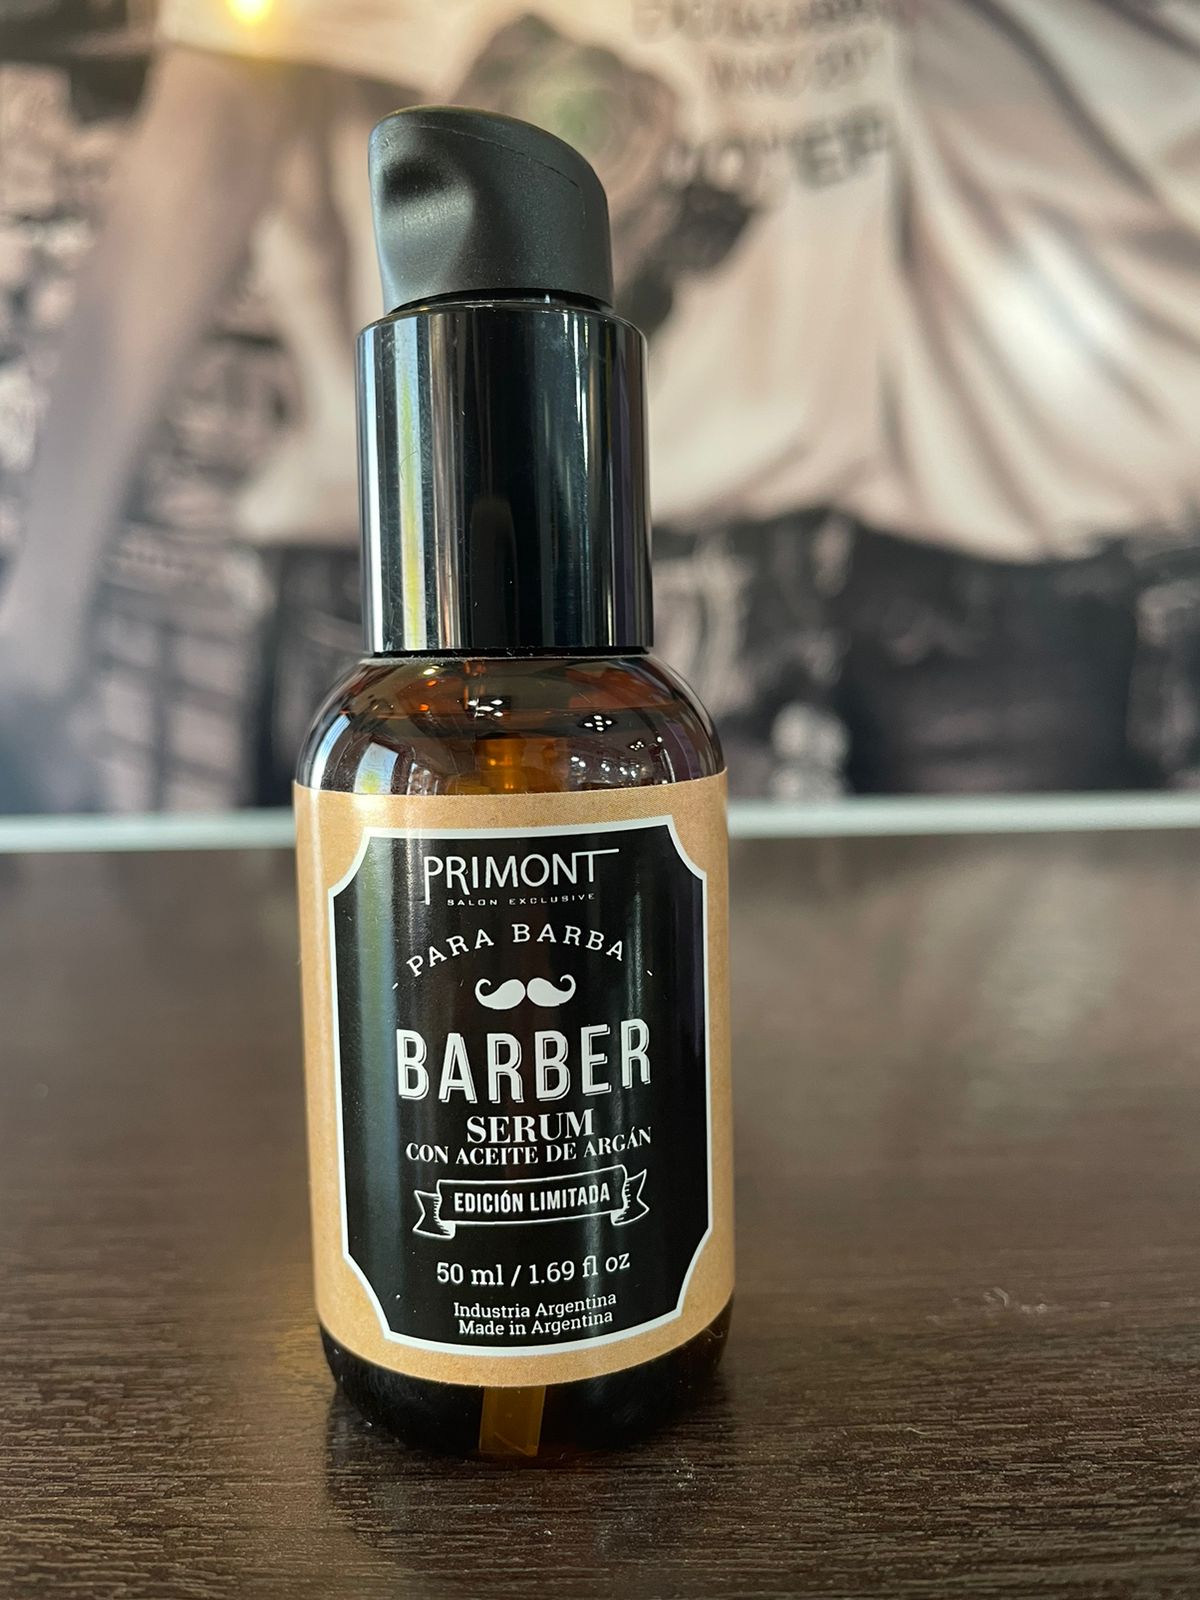 PRIMONT
SALON EXCLUSIVE
PARA BARBA
BARBER
SERUM
CON ACEITE DE ARGÁN
EDICIÓN LIMITADA
50 ml / 1.69 fl oz
Industria Argentina
Made in Argentina